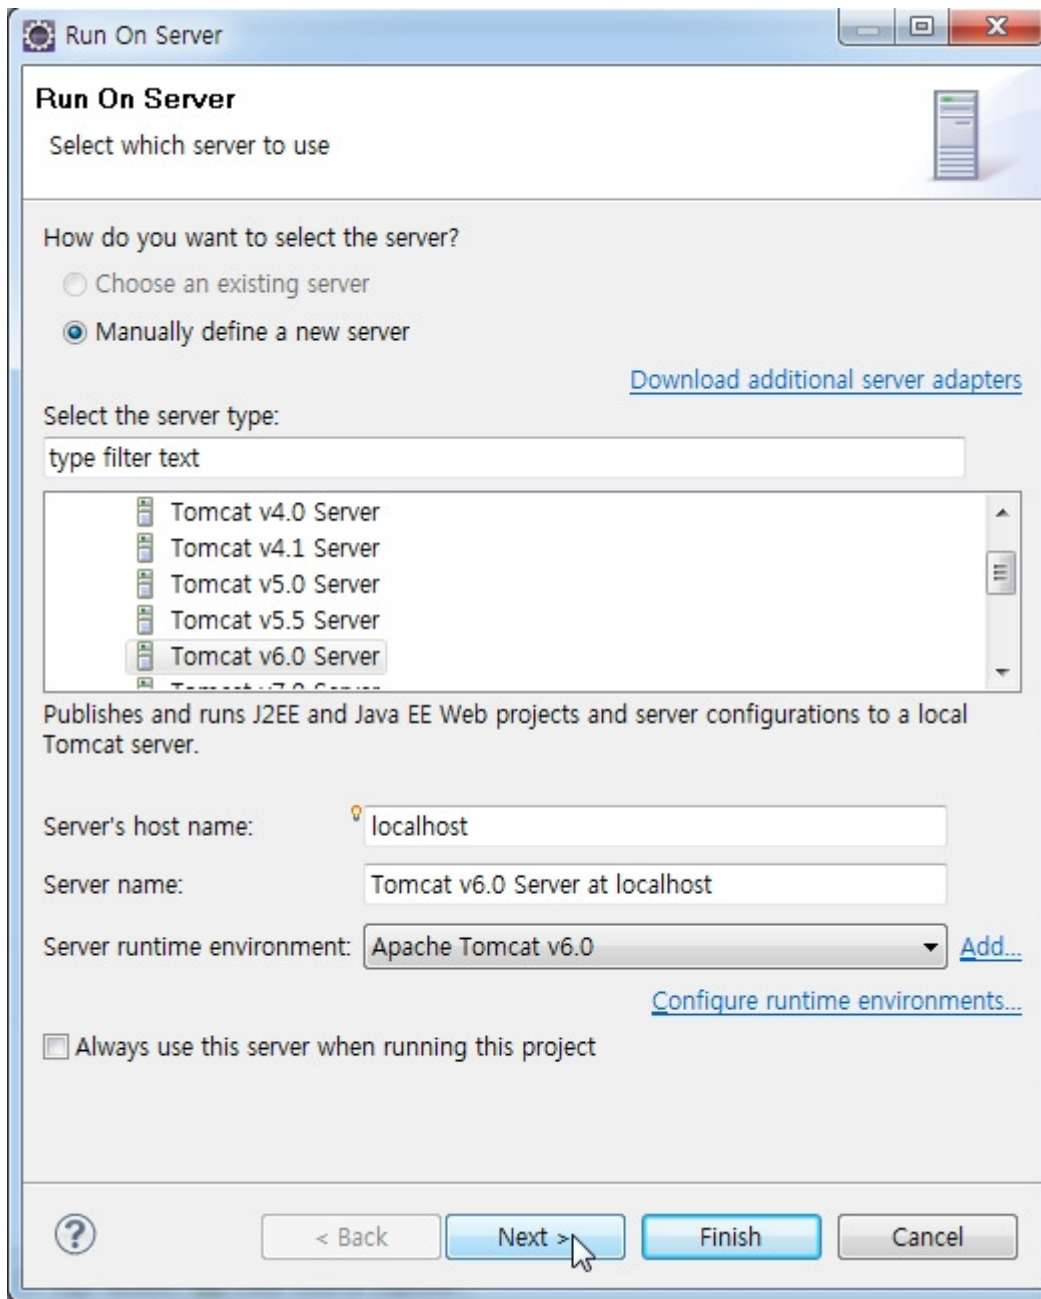 Run On Server
Run On Server
Select which server to use
How do you want to select the server?
Choose an existing server
Manually define a new server
Download additional server adapters
Select the server type:
type filter text
Tomcat v4.0 Server
Tomcat v4.1 Server
Tomcat v5.0 Server
Tomcat v5.5 Server
Tomcat v6.0 Server
Tomcat v7.0 Server
Publishes and runs J2EE and Java EE Web projects and server configurations to a local
Tomcat server.
Server's host name: localhost
Server name: Tomcat v6.0 Server at localhost
Server runtime environment: Apache Tomcat v6.0 Add...
Configure runtime environments...
Always use this server when running this project
? < Back Next > Finish Cancel